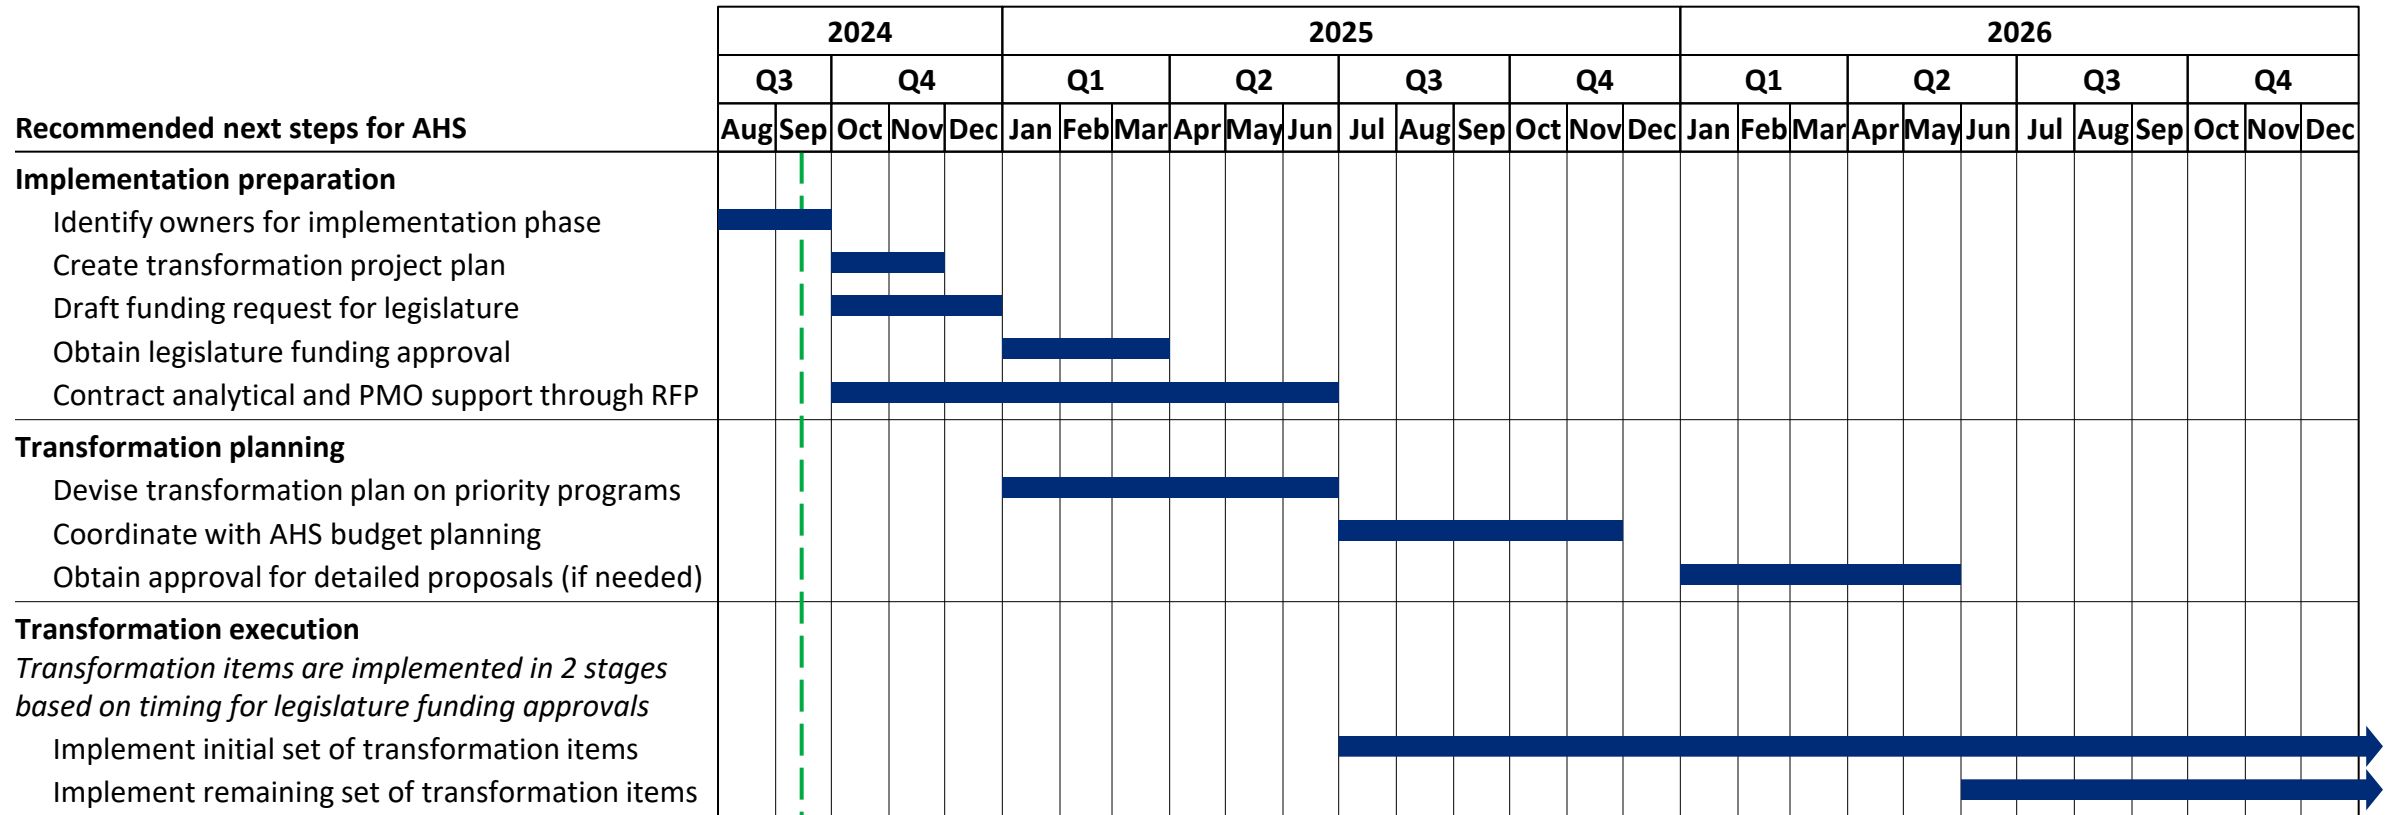 2024 2025 2026
Q3 Q4 Q1 Q2 Q3 Q4 Q1 Q2 Q3 Q4
Recommended next steps for AHS Aug Sep Oct Nov Dec Jan Feb Mar Apr May Jun Jul Aug Sep Oct Nov Dec Jan Feb Mar Apr May Jun Jul Aug Sep Oct Nov Dec
Implementation preparation
Identify owners for implementation phase
Create transformation project plan
Draft funding request for legislature
Obtain legislature funding approval
Contract analytical and PMO support through RFP
Transformation planning
Devise transformation plan on priority programs
Coordinate with AHS budget planning
Obtain approval for detailed proposals (if needed)
Transformation execution
Transformation items are implemented in 2 stages
based on timing for legislature funding approvals
Implement initial set of transformation items
Implement remaining set of transformation items